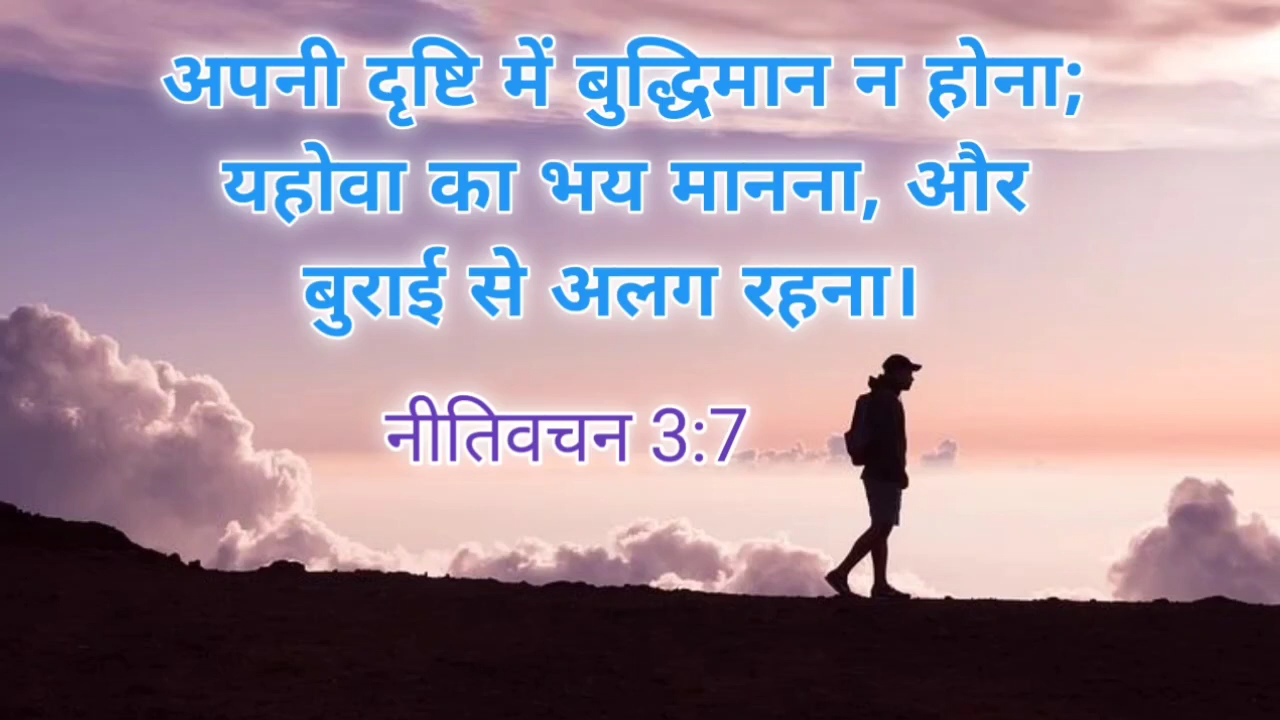 अपनी दृष्टि में बुद्धिमान न होना;
यहोवा का भय मानना, और
बुराई से अलग रहना।
नीतिवचन 3:7